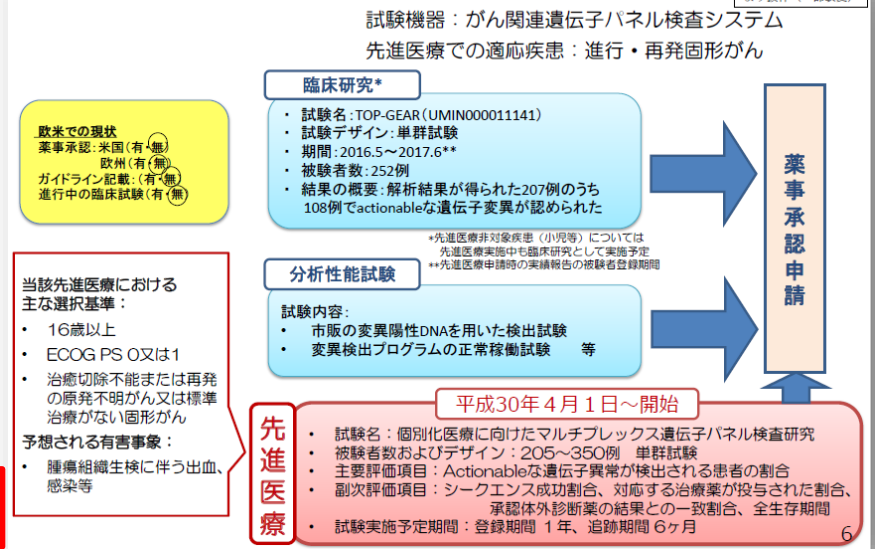 試験機器：がん関連遺伝子パネル検査システム
先進医療での適応疾患：進行・再発固形がん
臨床研究*
・ 試験名：TOP-GEAR（UMIN000011141）
・ 試験デザイン：単群試験
・ 期間：2016.5～2017.6**
・ 被験者数：252例
・ 結果の概要：解析結果が得られた207例のうち
108例でactionableな遺伝子変異が認められた
欧米での現状
薬事承認：米国（有・無）
欧州（有・無）
ガイドライン記載：（有・無）
進行中の臨床試験（有・無）
*先進医療非対象疾患（小児等）については
先進医療実施中も臨床研究として実施予定
**先進医療申請時の実績報告の被験者登録期間
分析性能試験
試験内容：
・ 市販の変異陽性DNAを用いた検出試験
・ 変異検出プログラムの正常稼働試験　等
薬事承認申請
当該先進医療における
主な選択基準：
・ 16歳以上
・ ECOG PS 0又は1
・ 治癒切除不能または再発
の原発不明がん又は標準
治療がない固形がん
予想される有害事象：
・ 腫瘍組織生検に伴う出血、
感染等
先進医療
平成30年４月１日～開始
・ 試験名：個別化医療に向けたマルチプレックス遺伝子パネル検査研究
・ 被験者数およびデザイン：205～350例　単群試験
・ 主要評価項目：Actionableな遺伝子異常が検出される患者の割合
・ 副次評価項目：シークエンス成功割合、対応する治療薬が投与された割合、
承認体外診断薬の結果との一致割合、全生存期間
・ 試験実施予定期間：登録期間 １年、追跡期間 ６ヶ月
6